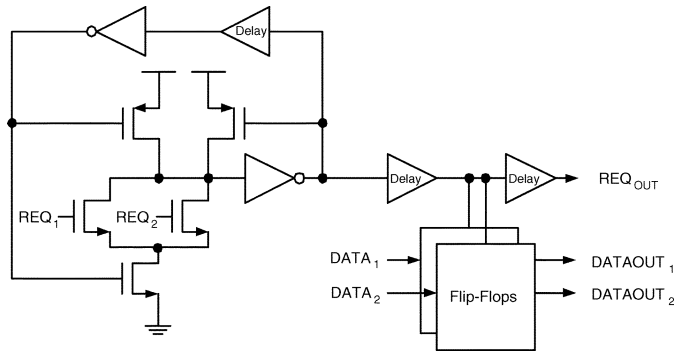 Delay
REQ1
REQ2
Delay
Delay
REQOUT
DATA1
DATA2
Flip-Flops
DATAOUT1
DATAOUT2